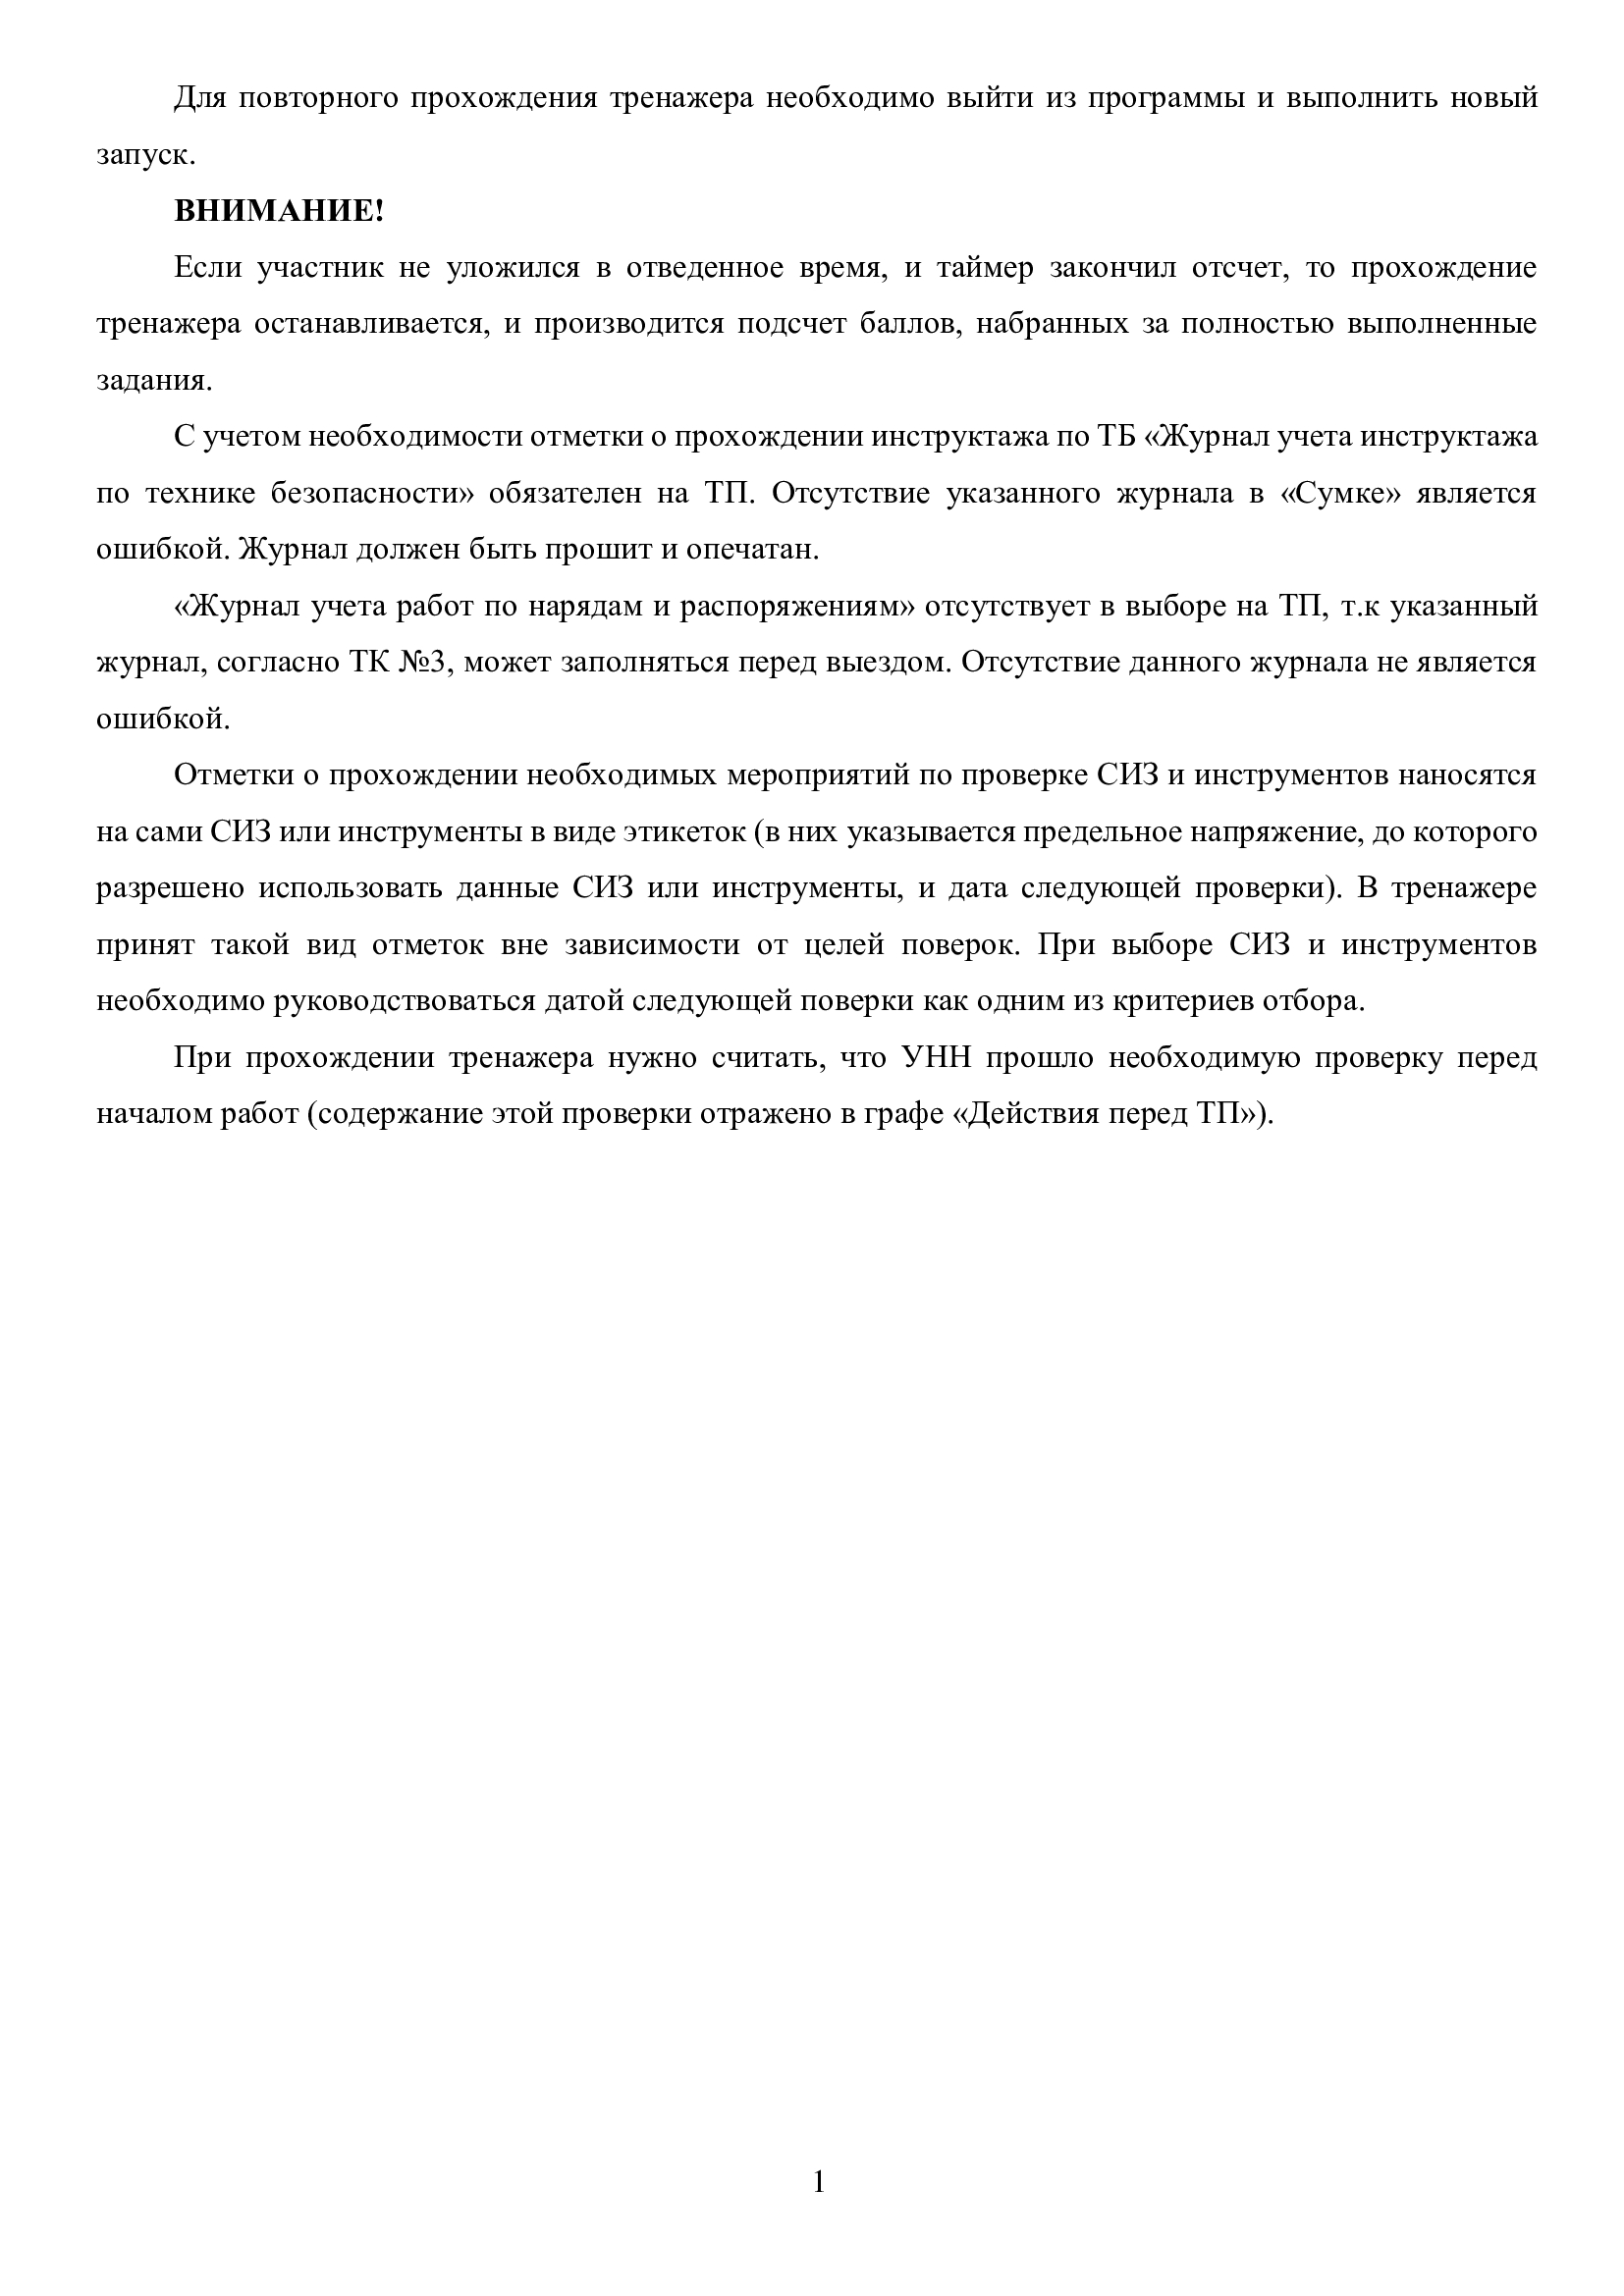 Для повторного прохождения тренажера необходимо выйти из программы и выполнить новый
запуск.
ВНИМАНИЕ!
Если участник не уложился в отведенное время, и таймер закончил отсчет, то прохождение
тренажера останавливается, и производится подсчет баллов, набранных за полностью выполненные
задания.
С учетом необходимости отметки о прохождении инструктажа по ТБ «Журнал учета инструктажа
по технике безопасности» обязателен на ТП. Отсутствие указанного журнала в «Сумке» является
ошибкой. Журнал должен быть прошит и опечатан.
«Журнал учета работ по нарядам и распоряжениям» отсутствует в выборе на ТП, т.к указанный
журнал, согласно ТК №3, может заполняться перед выездом. Отсутствие данного журнала не является
ошибкой.
Отметки о прохождении необходимых мероприятий по проверке СИЗ и инструментов наносятся
на сами СИЗ или инструменты в виде этикеток (в них указывается предельное напряжение, до которого
разрешено использовать данные СИЗ или инструменты, и дата следующей проверки). В тренажере
принят такой вид отметок вне зависимости от целей поверок. При выборе СИЗ и инструментов
необходимо руководствоваться датой следующей поверки как одним из критериев отбора.
При прохождении тренажера нужно считать, что УНН прошло необходимую проверку перед
началом работ (содержание этой проверки отражено в графе «Действия перед ТП»).
1